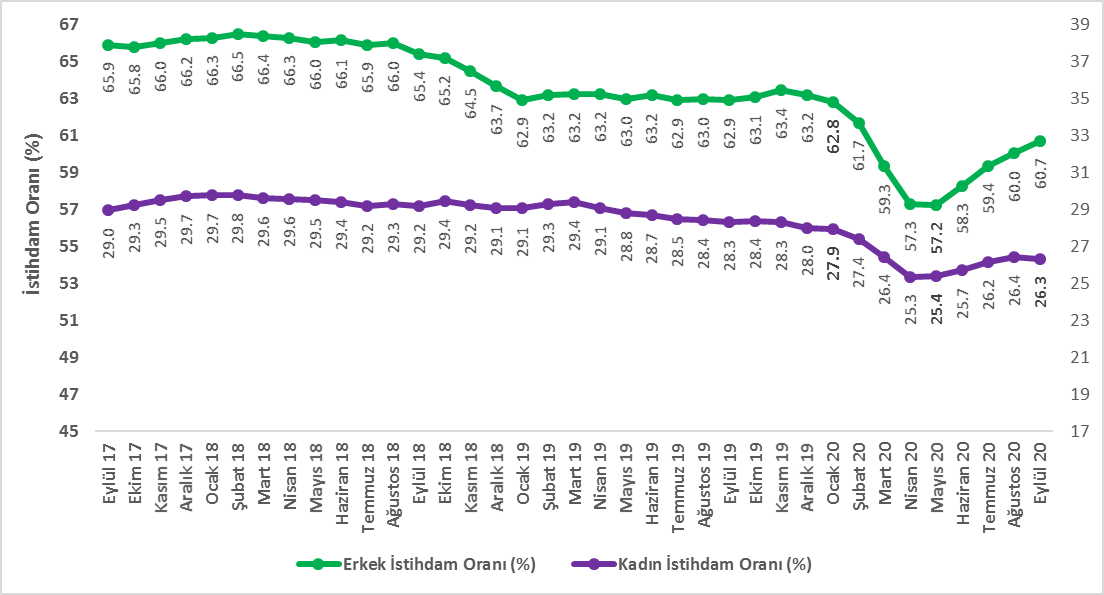 67
65
63
61
59
57
55
53
51
49
47
45
İstihdam Oranı (%)
39
37
35
33
31
29
27
25
23
21
19
17
65.9
65.8
66.0
66.2
66.3
66.5
66.4
66.3
66.0
66.1
65.9
66.0
65.4
65.2
64.5
63.7
62.9
63.2
63.2
63.2
63.0
63.2
62.9
63.0
62.9
63.1
63.4
63.2
62.8
61.7
59.3
57.3
57.2
58.3
59.4
60.0
60.7
29.0
29.3
29.5
29.7
29.7
29.8
29.6
29.6
29.5
29.4
29.2
29.3
29.2
29.4
29.2
29.1
29.1
29.3
29.4
29.1
28.8
28.7
28.5
28.4
28.3
28.4
28.3
28.0
27.9
27.4
26.4
25.3
25.4
25.7
26.2
26.4
26.3
Eylül 17
Ekim 17
Kasım 17
Aralık 17
Ocak 18
Şubat 18
Mart 18
Nisan 18
Mayıs 18
Haziran 18
Temmuz 18
Ağustos 18
Eylül 18
Ekim 18
Kasım 18
Aralık 18
Ocak 19
Şubat 19
Mart 19
Nisan 19
Mayıs 19
Haziran 19
Temmuz 19
Ağustos 19
Eylül 19
Ekim 19
Kasım 19
Aralık 19
Ocak 20
Şubat 20
Mart 20
Nisan 20
Mayıs 20
Haziran 20
Temmuz 20
Ağustos 20
Eylül 20
Erkek İstihdam Oranı (%)
Kadın İstihdam Oranı (%)